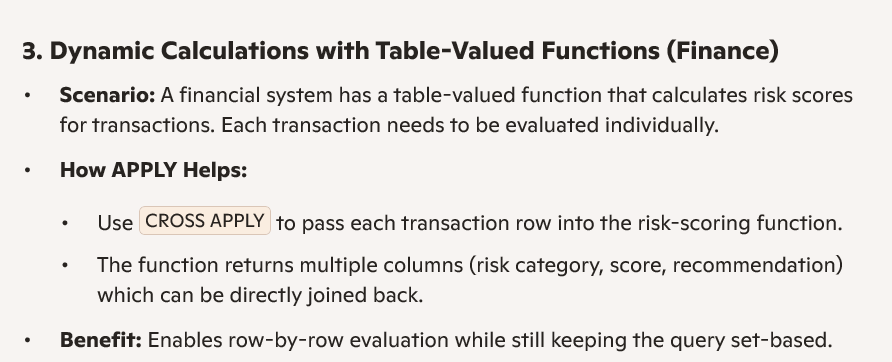 3. Dynamic Calculations with Table-Valued Functions (Finance)
• Scenario: A financial system has a table-valued function that calculates risk scores
for transactions. Each transaction needs to be evaluated individually.
• How APPLY Helps:
• Use CROSS APPLY to pass each transaction row into the risk-scoring function.
• The function returns multiple columns (risk category, score, recommendation)
which can be directly joined back.
• Benefit: Enables row-by-row evaluation while still keeping the query set-based.